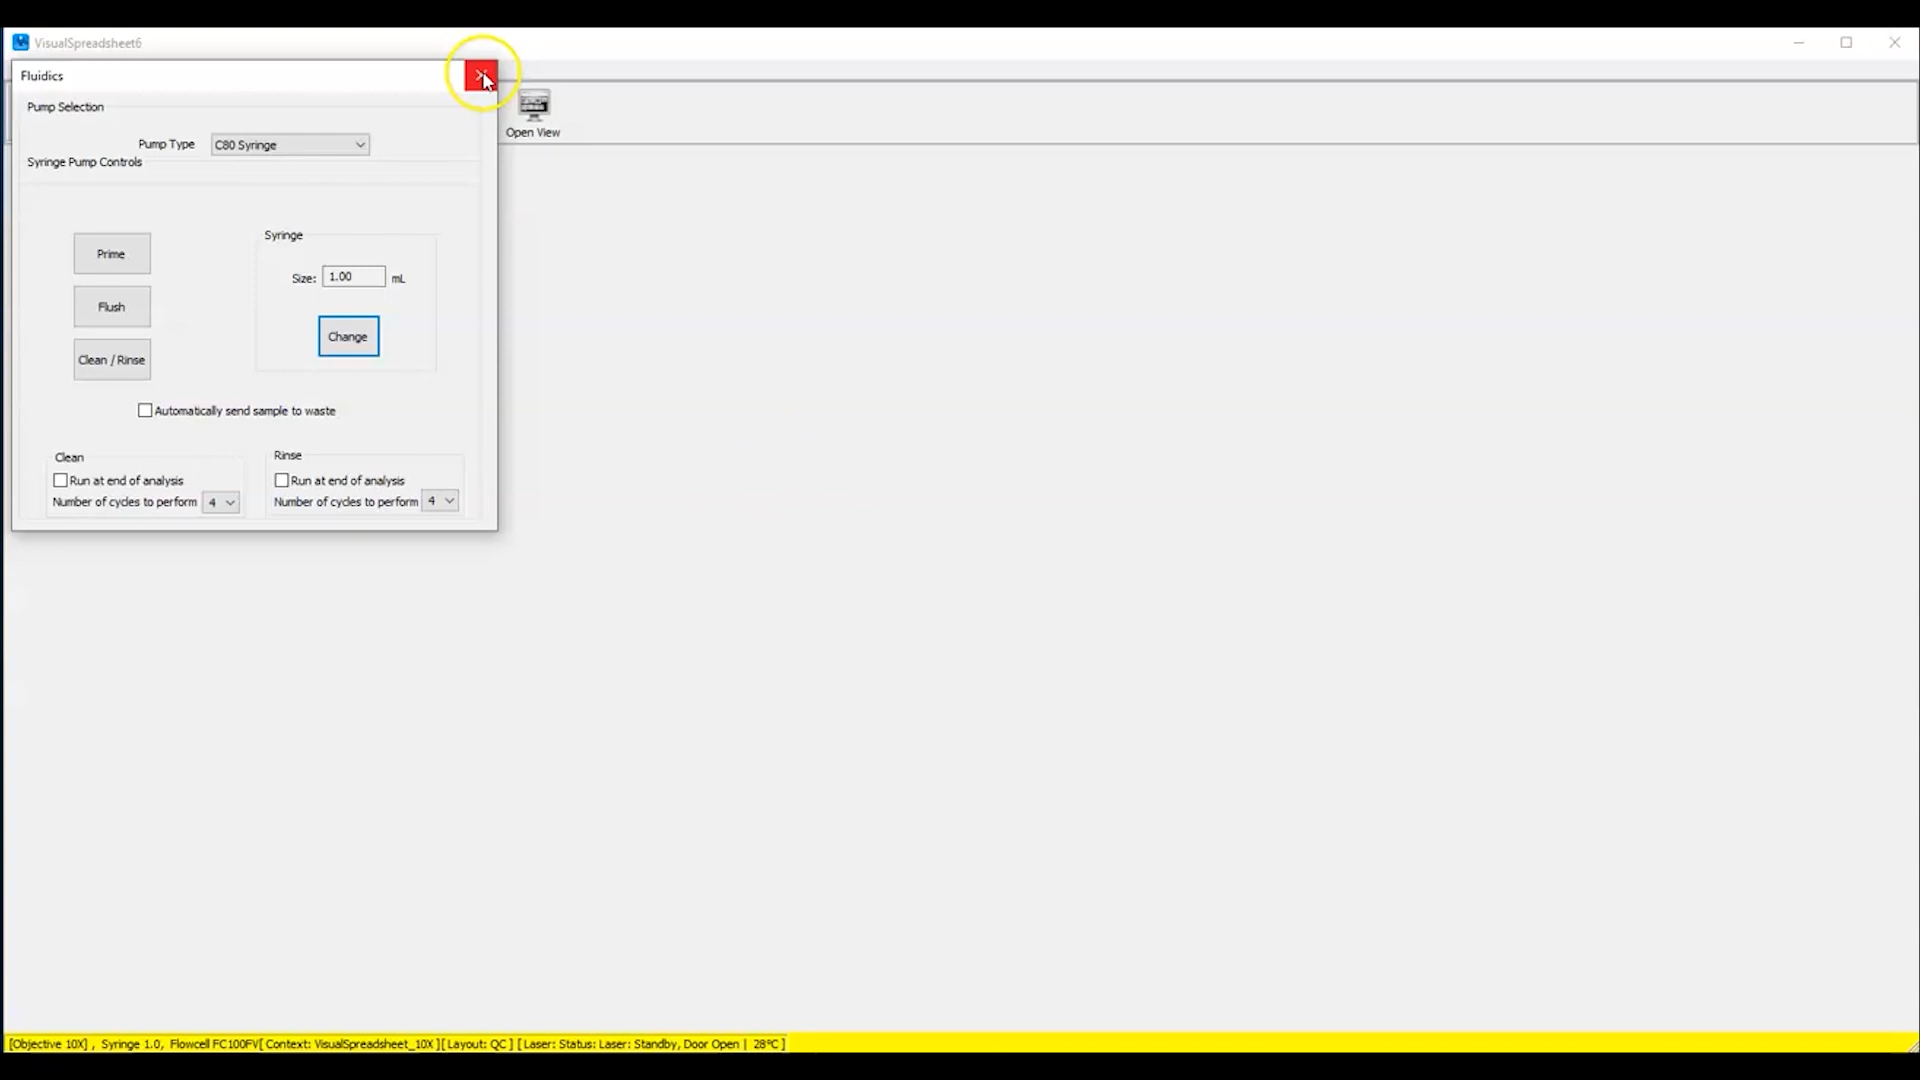 VisualSpreadsheet6
Fluidics
Open View
Pump Selection
Pump Type C80 Syringe
Syringe Pump Controls
Prime
Flush
Clean / Rinse
Syringe
Size: 1.00 mL
Change
Automatically send sample to waste
Clean
Run at end of analysis
Number of cycles to perform 4
Rinse
Run at end of analysis
Number of cycles to perform 4
[Objective 10X] , Syringe 1.0, Flowcell FC100FV[ Context: VisualSpreadsheet_10X ][ Layout: QC ] [ Laser: Status: Laser: Standby, Door Open | 28°C ]